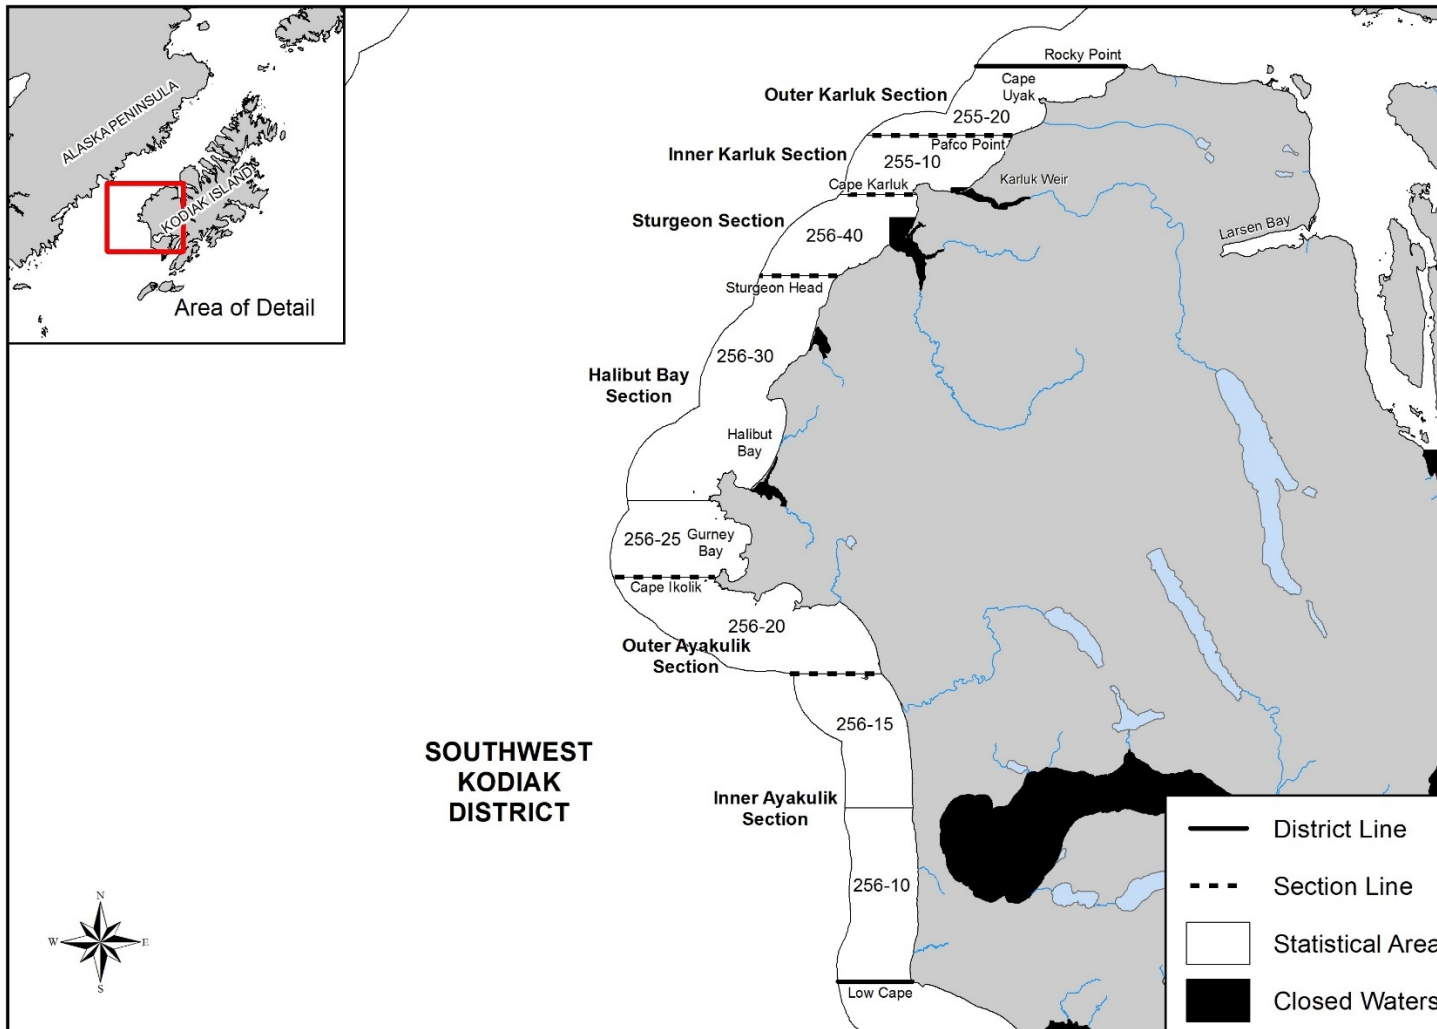 ALASKA PENINSULA
KODIAK ISLAND
Area of Detail
Rocky Point
Cape
Uyak
Outer Karluk Section
255-20
Pafco Point
Inner Karluk Section
255-10
Cape Karluk
Karluk Weir
Sturgeon Section
256-40
Larsen Bay
Sturgeon Head
256-30
Halibut Bay
Section
Halibut
Bay
256-25
Gurney
Bay
Cape Ikolik
256-20
Outer Ayakulik
Section
256-15
SOUTHWEST
KODIAK
DISTRICT
Inner Ayakulik
Section
256-10
Low Cape
N
W
E
S
District Line
Section Line
Statistical Area
Closed Waters